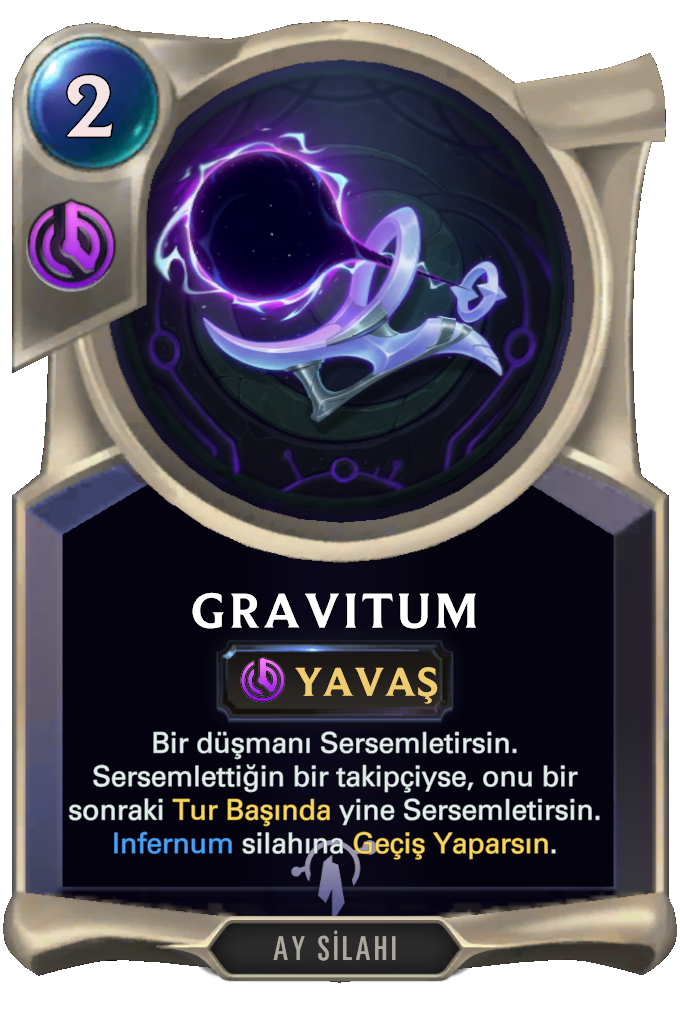 2
GRAVITUM
YAVAŞ
Bir düşmanı Sersemletirsin.
Sersemlettiğin bir takipçiyse, onu bir
sonraki Tur Başında yine Sersemletirsin.
Infernum silahına Geçiş Yaparsın.
AY SİLAHI